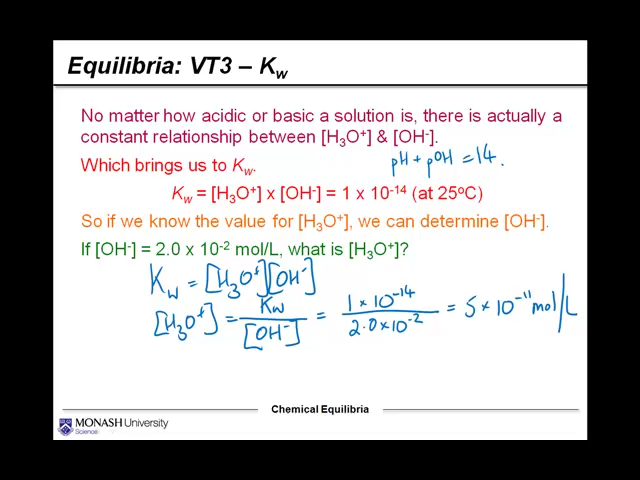 Equilibria: VT3 – Kw
No matter how acidic or basic a solution is, there is actually a
constant relationship between [H3O+] & [OH-].
pH + pOH = 14.
Which brings us to Kw.
Kw = [H3O+] x [OH-] = 1 x 10-14 (at 25ºC)
So if we know the value for [H3O+], we can determine [OH-].
If [OH-] = 2.0 x 10-2 mol/L, what is [H3O+]?
Kw = [H3O+][OH-]
[H3O+] = Kw / [OH-] = 1 x 10-14 / 2.0 x 10-2 = 5 x 10-11 mol/L
Chemical Equilibria
MONASH University
Science